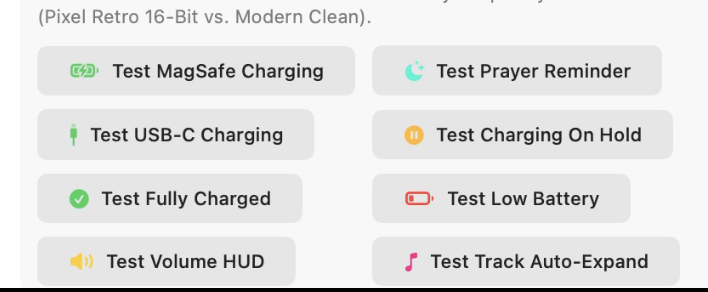 (Pixel Retro 16-Bit vs. Modern Clean).
Test MagSafe Charging
Test Prayer Reminder
Test USB-C Charging
Test Charging On Hold
Test Fully Charged
Test Low Battery
Test Volume HUD
Test Track Auto-Expand